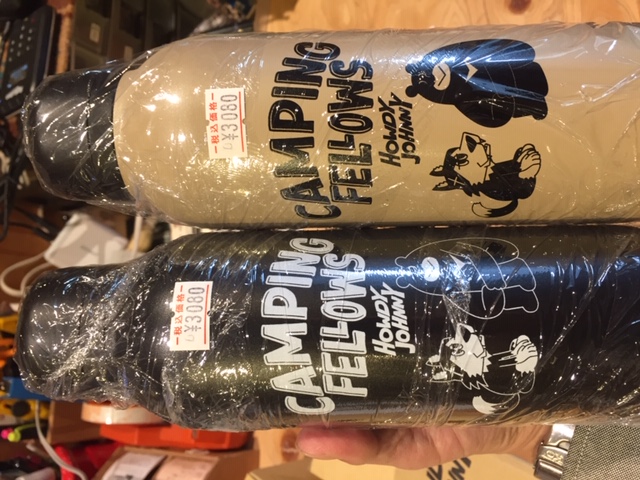 税込価格
¥3080
CAMPING
FELLOWS
HOWDY
JOHNNY
税込価格
¥3080
CAMPING
FELLOWS
HOWDY
JOHNNY